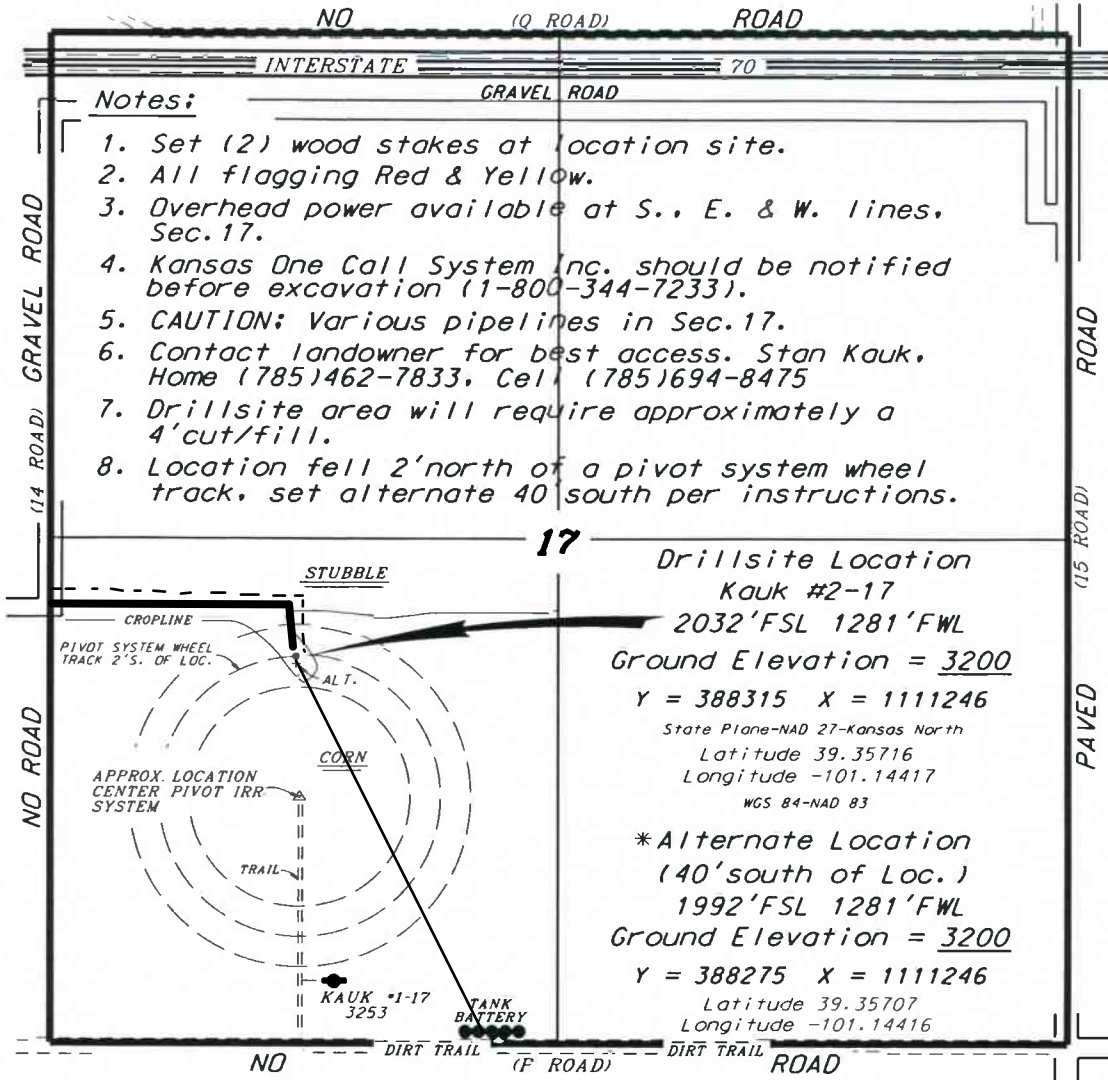 NO (Q ROAD) ROAD
INTERSTATE 70
GRAVEL ROAD
Notes:
1. Set (2) wood stakes at location site.
2. All flagging Red & Yellow.
3. Overhead power available at S., E. & W. lines,
Sec. 17.
4. Kansas One Call System Inc. should be notified
before excavation (1-800-344-7233).
5. CAUTION: Various pipelines in Sec. 17.
6. Contact landowner for best access. Stan Kauk,
Home (785)462-7833, Cell (785)694-8475
7. Drillsite area will require approximately a
4'cut/fill.
8. Location fell 2'north of a pivot system wheel
track, set alternate 40'south per instructions.
(14 ROAD) GRAVEL ROAD
NO ROAD
ROAD
(15 ROAD)
PAVED
17
STUBBLE
CROPLINE
PIVOT SYSTEM WHEEL
TRACK 2'S. OF LOC.
ALT.
CORN
APPROX. LOCATION
CENTER PIVOT IRR
SYSTEM
TRAIL
KAUK #1-17
3253
TANK
BATTERY
Drillsite Location
Kauk #2-17
2032'FSL 1281'FWL
Ground Elevation = 3200
Y = 388315 X = 1111246
State Plane-NAD 27-Kansas North
Latitude 39.35716
Longitude -101.14417
WGS 84-NAD 83
*Alternate Location
(40'south of Loc.)
1992'FSL 1281'FWL
Ground Elevation = 3200
Y = 388275 X = 1111246
Latitude 39.35707
Longitude -101.14416
DIRT TRAIL DIRT TRAIL
NO (F ROAD) ROAD